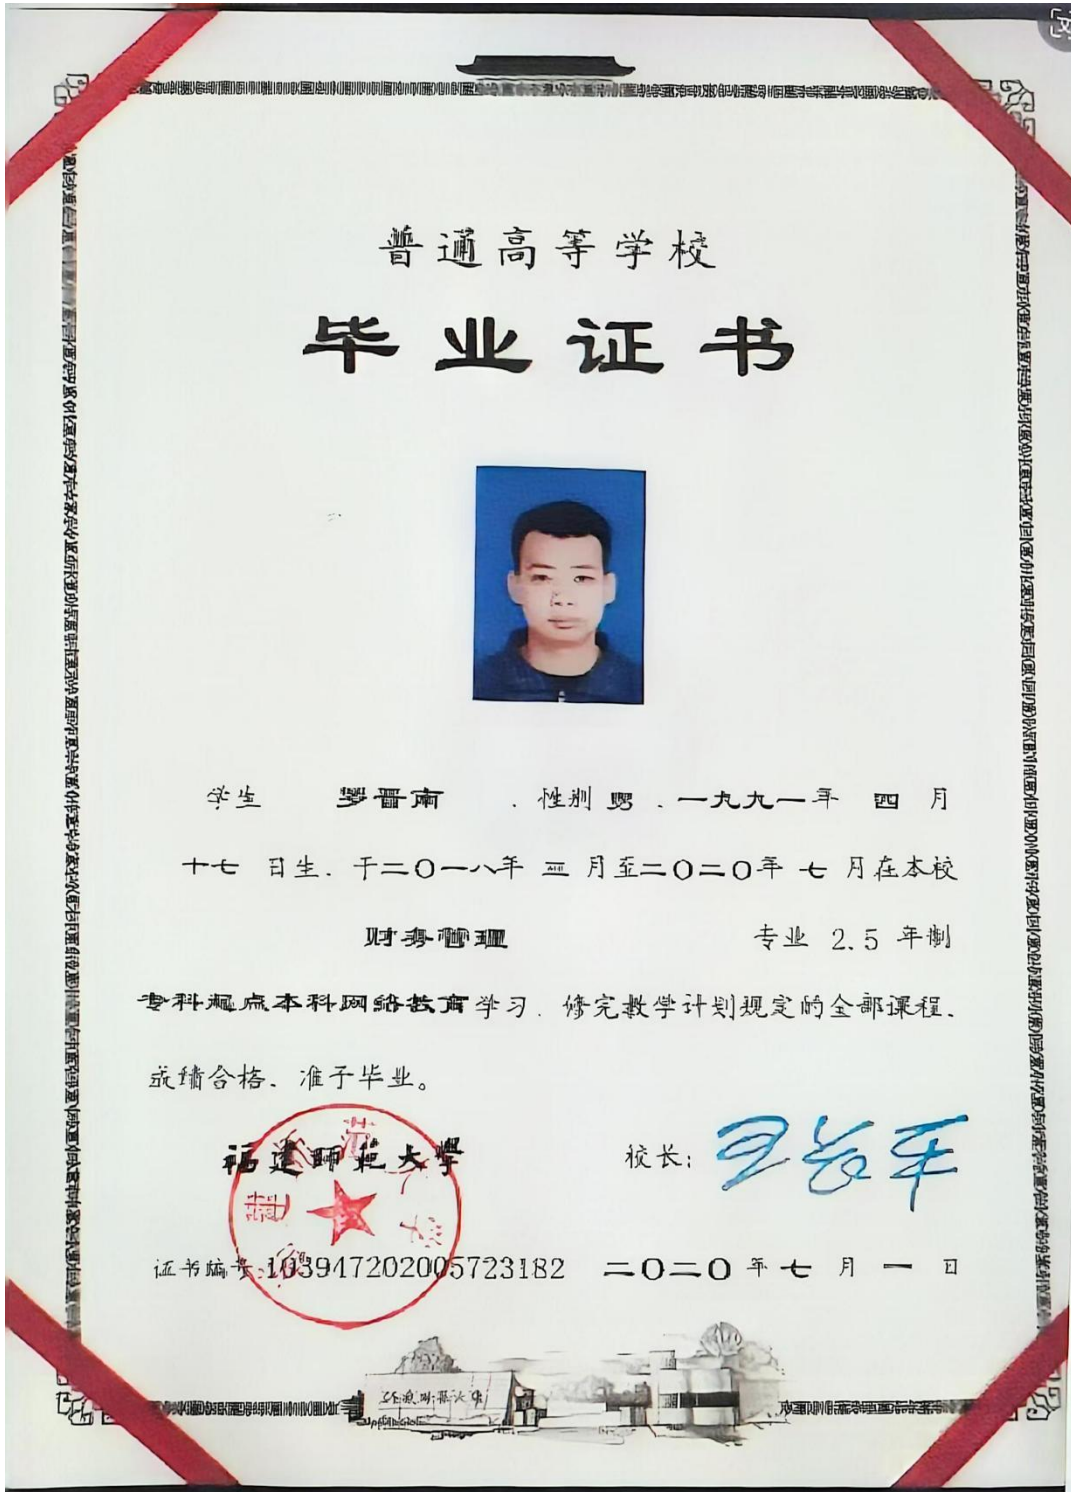 普通高等学校
毕业证书
学生 罗晋南 、性别 男 、一九九一年 四 月
十七 日生、于二〇一八年 三 月至二〇二〇年 七 月在本校
财务管理 专业 2.5 年制
专科起点本科网络教育学习、修完教学计划规定的全部课程、
成绩合格、准予毕业。
福建师范大学 校长:
证书编号:103947202005723182 二〇二〇年 七 月 一 日